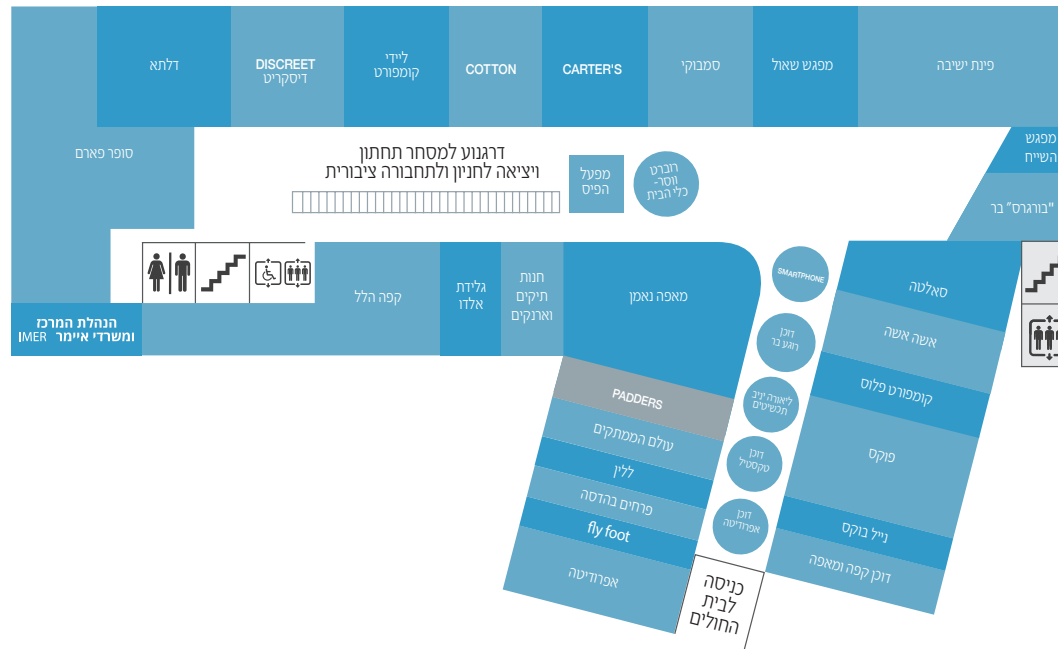 דלתא
DISCREET
דיסקריט
ליידי
קומפורט
COTTON
CARTER'S
סמבוקי
מפגש שאול
פינת ישיבה
סופר פארם
דרגנוע למסחר תחתון
ויציאה לחניון ולתחבורה ציבורית
מפעל
הפיס
רוברט
ווסר-
כלי הבית
מפגש
השייח
"בורגרס" בר
הנהלת המרכז
ומשרדי איימר IMER
קפה הלל
גלידת
אלדו
חנות
תיקים
וארנקים
מאפה נאמן
SMARTPHONE
סאלטה
דוכן
רוגע בר
אשה אשה
PADDERS
ליאורה יניב
תכשיטים
קומפורט פלוס
עולם הממתקים
דוכן
טקסטיל
פוקס
ללין
פרחים בהדסה
דוכן
אפרודיטה
נייל בוקס
fly foot
דוכן קפה ומאפה
אפרודיטה
כניסה
לבית
החולים